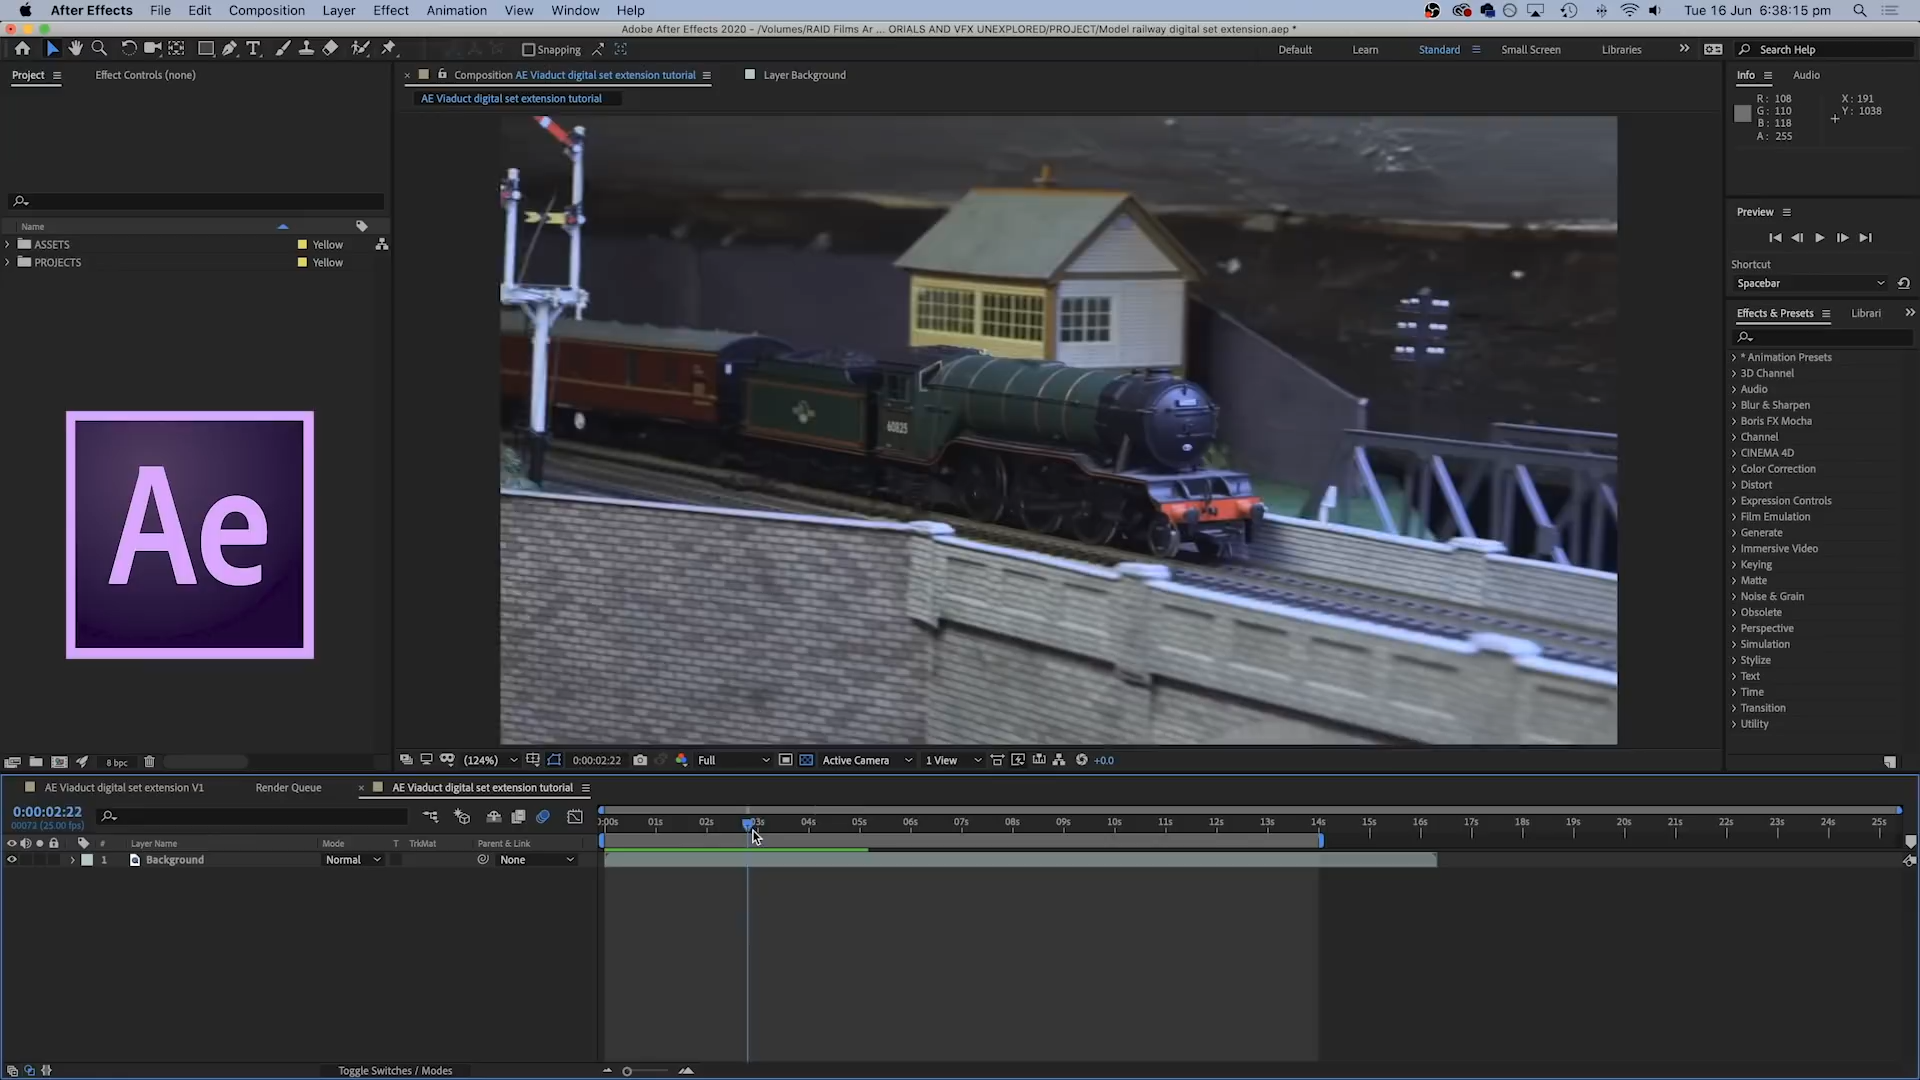 After Effects File Edit Composition Layer Effect Animation View Window Help
Tue 16 Jun 6:38:15 pm
Adobe After Effects 2020 - /Volumes/RAID Films Ar ... ORIALS AND VFX UNEXPLORED/PROJECT/Model railway digital set extension.aep *
Snapping
Default Learn Standard Small Screen Libraries
Search Help
Project Effect Controls (none)
Composition AE Viaduct digital set extension tutorial
Layer Background
AE Viaduct digital set extension tutorial
Info Audio
R: 108 X: 191
G: 110 Y: 1038
B: 118
A: 255
Name
ASSETS Yellow
PROJECTS Yellow
Ae
60825
Preview
Shortcut
Spacebar
Effects & Presets Librari
* Animation Presets
3D Channel
Audio
Blur & Sharpen
Boris FX Mocha
Channel
CINEMA 4D
Color Correction
Distort
Expression Controls
Film Emulation
Generate
Immersive Video
Keying
Matte
Noise & Grain
Obsolete
Perspective
Simulation
Stylize
Text
Time
Transition
Utility
8 bpc
(124%) 0:00:02:22 Full Active Camera 1 View +0.0
AE Viaduct digital set extension V1 Render Queue AE Viaduct digital set extension tutorial
0:00:02:22
00072 (25.00 fps)
0:00s 01s 02s 03s 04s 05s 06s 07s 08s 09s 10s 11s 12s 13s 14s 15s 16s 17s 18s 19s 20s 21s 22s 23s 24s 25s
# Layer Name Mode T TrkMat Parent & Link
1 Background Normal None
Toggle Switches / Modes